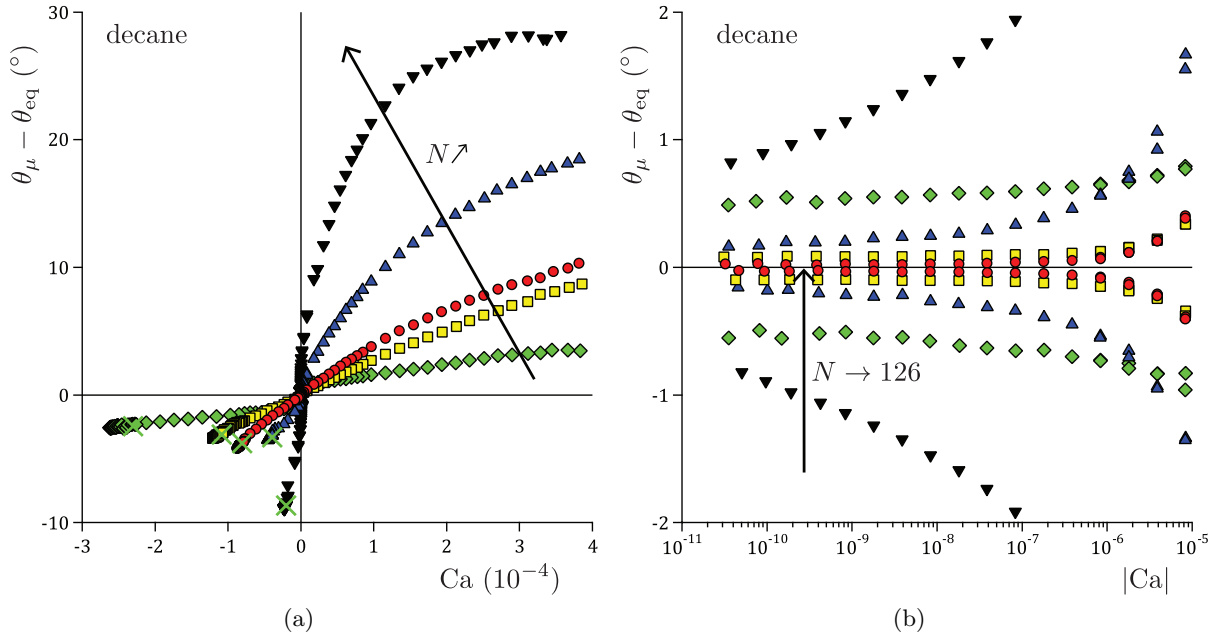 decane
θμ − θeq (°)
30
20
10
0
-10
N↗
-3 -2 -1 0 1 2 3 4
Ca (10⁻⁴)
(a)
decane
θμ − θeq (°)
2
1
0
-1
-2
N → 126
10⁻¹¹ 10⁻¹⁰ 10⁻⁹ 10⁻⁸ 10⁻⁷ 10⁻⁶ 10⁻⁵
|Ca|
(b)